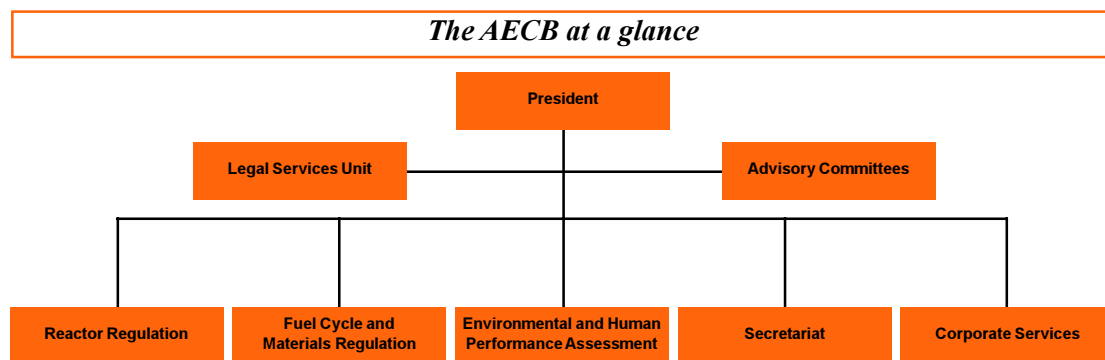 The AECB at a glance
President
Legal Services Unit
Advisory Committees
Reactor Regulation
Fuel Cycle and
Materials Regulation
Environmental and Human
Performance Assessment
Secretariat
Corporate Services